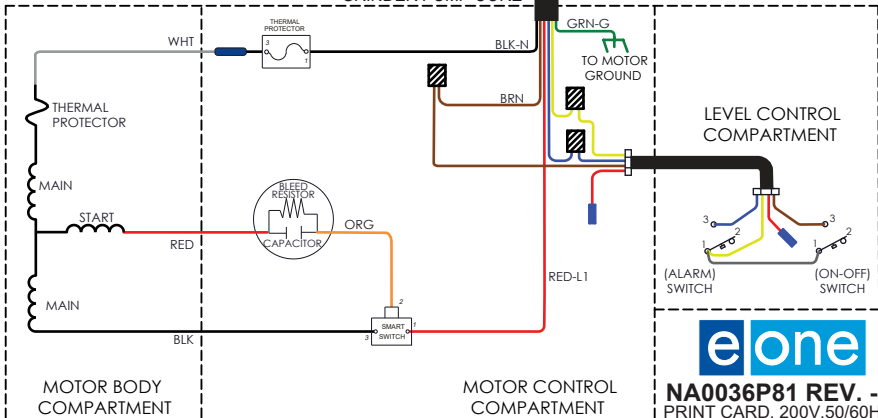 GRN-G
THERMAL
PROTECTOR
WHT
3
1
BLK-N
TO MOTOR
GROUND
BRN
THERMAL
PROTECTOR
LEVEL CONTROL
COMPARTMENT
MAIN
BLEED
RESISTOR
START
ORG
CAPACITOR
RED
3
3
2
2
1
1
(ALARM)
SWITCH
(ON-OFF)
SWITCH
RED-L1
MAIN
2
SMART
SWITCH
1
3
BLK
eone
MOTOR BODY
COMPARTMENT
MOTOR CONTROL
COMPARTMENT
NA0036P81 REV. -
PRINT CARD, 200V,50/60H